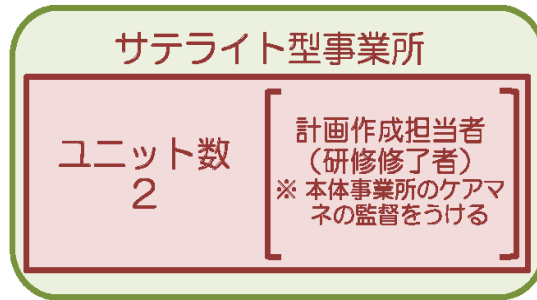 サテライト型事業所
ユニット数
2
計画作成担当者
(研修修了者)
※ 本体事業所のケアマ
ネの監督をうける